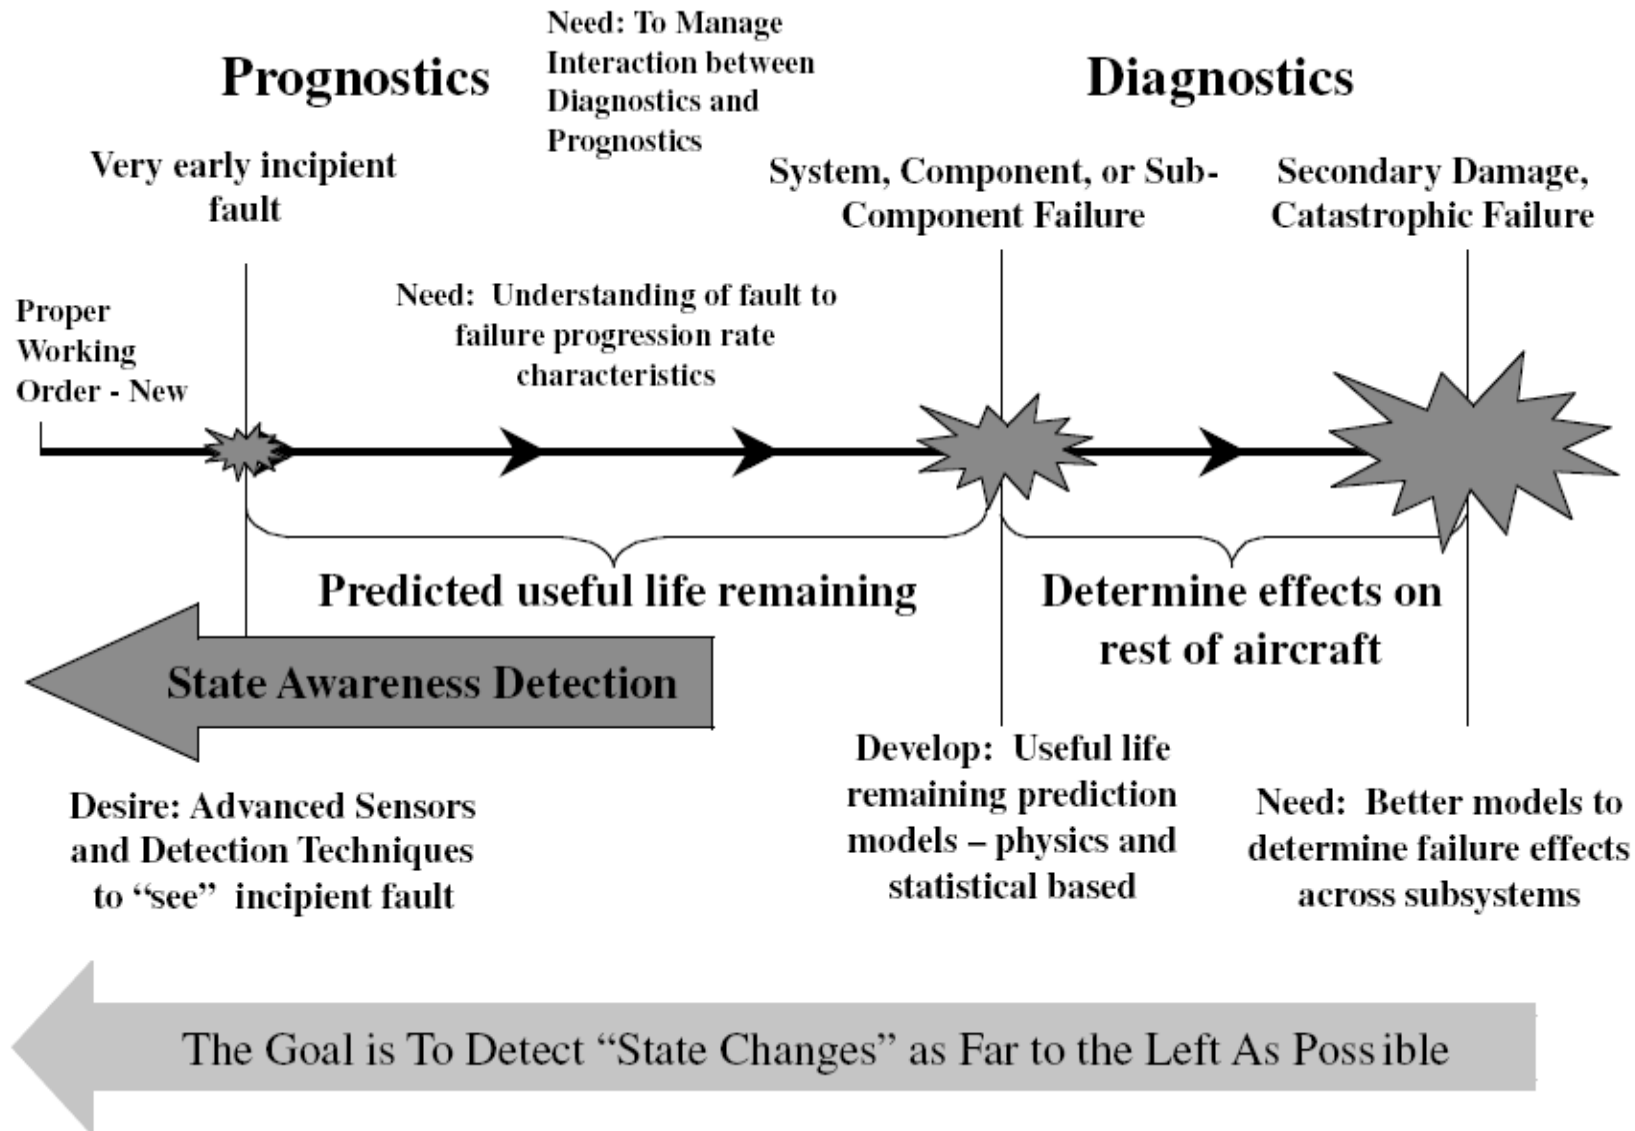 Prognostics
Need: To Manage
Interaction between
Diagnostics and
Prognostics
Diagnostics
Very early incipient
fault
System, Component, or Sub-
Component Failure
Secondary Damage,
Catastrophic Failure
Proper
Working
Order - New
Need: Understanding of fault to
failure progression rate
characteristics
Predicted useful life remaining
Determine effects on
rest of aircraft
State Awareness Detection
Desire: Advanced Sensors
and Detection Techniques
to “see” incipient fault
Develop: Useful life
remaining prediction
models – physics and
statistical based
Need: Better models to
determine failure effects
across subsystems
The Goal is To Detect “State Changes” as Far to the Left As Possible